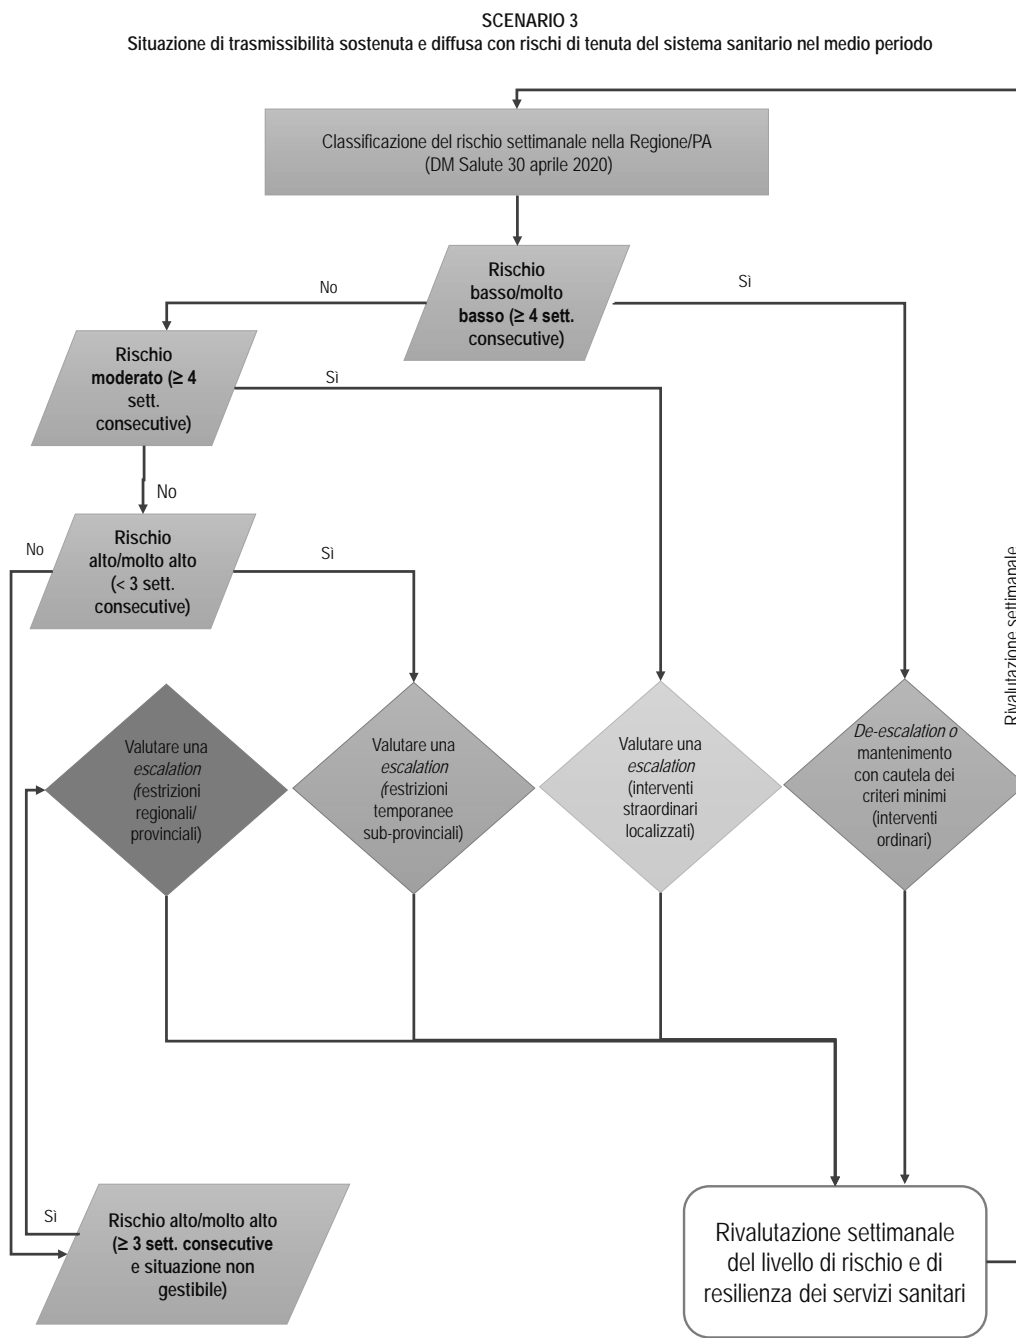 SCENARIO 3
Situazione di trasmissibilità sostenuta e diffusa con rischi di tenuta del sistema sanitario nel medio periodo
Classificazione del rischio settimanale nella Regione/PA
(DM Salute 30 aprile 2020)
Rischio
basso/molto
basso (≥ 4 sett.
consecutive)
No
Sì
Rischio
moderato (≥ 4
sett.
consecutive)
Sì
No
Rischio
alto/molto alto
(< 3 sett.
consecutive)
No
Sì
Rivalutazione settimanale
Valutare una
escalation
(restrizioni
regionali/
provinciali)
Valutare una
escalation
(restrizioni
temporanee
sub-provinciali)
Valutare una
escalation
(interventi
straordinari
localizzati)
De-escalation o
mantenimento
con cautela dei
criteri minimi
(interventi
ordinari)
Sì
Rischio alto/molto alto
(≥ 3 sett. consecutive
e situazione non
gestibile)
Rivalutazione settimanale
del livello di rischio e di
resilienza dei servizi sanitari